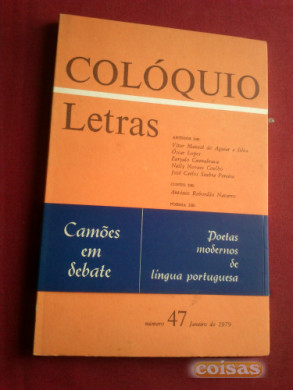 COLÓQUIO
Letras
ARTIGOS DE:
Vítor Manuel de Aguiar e Silva
Óscar Lopes
Eurydo Cannabrava
Nelly Novaes Coelho
José Carlos Seabra Pereira
CONTO DE:
António Rebordão Navarro
POESIA DE:
Camões
em
debate
Poetas
modernos
de
língua portuguesa
número 47 janeiro de 1979
coisas